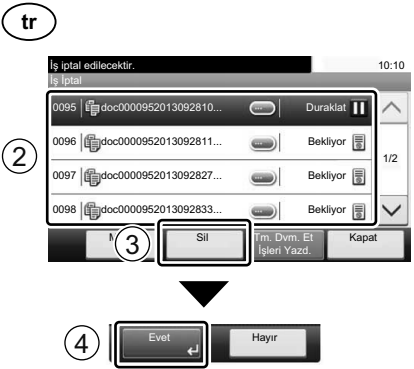 tr
İş iptal edilecektir.
10:10
İş İptal
0095 doc0000952013092810... Duraklat
0096 doc0000952013092811... Bekliyor
2
1/2
0097 doc0000952013092827... Bekliyor
0098 doc0000952013092833... Bekliyor
3
Sil
Tm. Dvm. Et
İşleri Yazd.
Kapat
4
Evet
Hayır